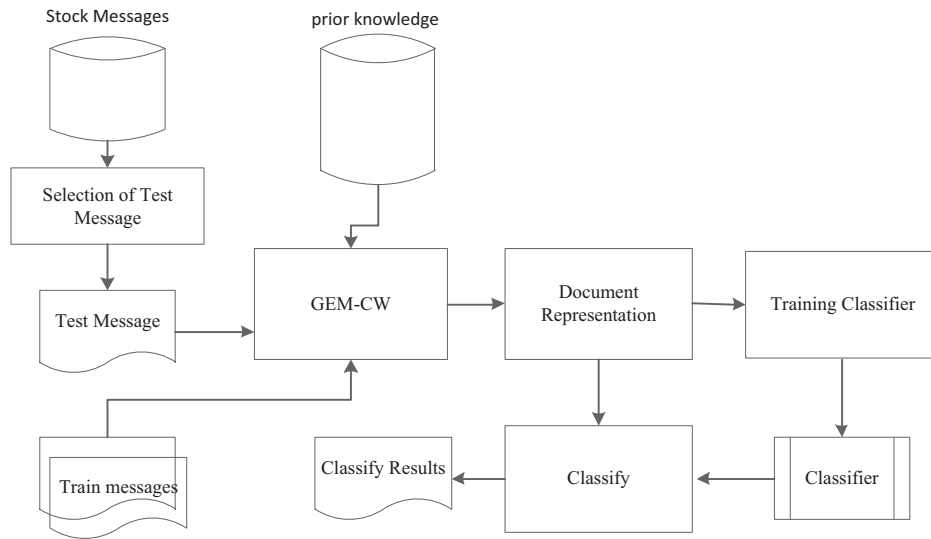 Stock Messages
prior knowledge
Selection of Test
Message
Test Message
GEM-CW
Document
Representation
Training Classifier
Train messages
Classify Results
Classify
Classifier